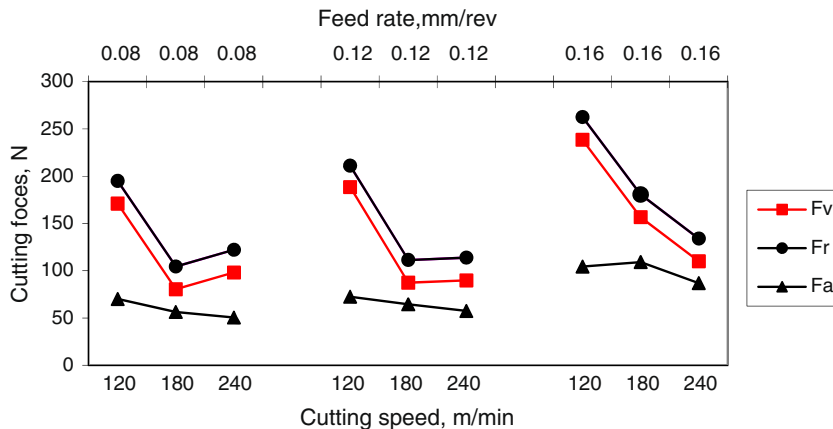 Feed rate,mm/rev
0.08 0.08 0.08 0.12 0.12 0.12 0.16 0.16 0.16
300
250
200
150
100
50
0
Cutting foces, N
120 180 240 120 180 240 120 180 240
Cutting speed, m/min
Fv
Fr
Fa